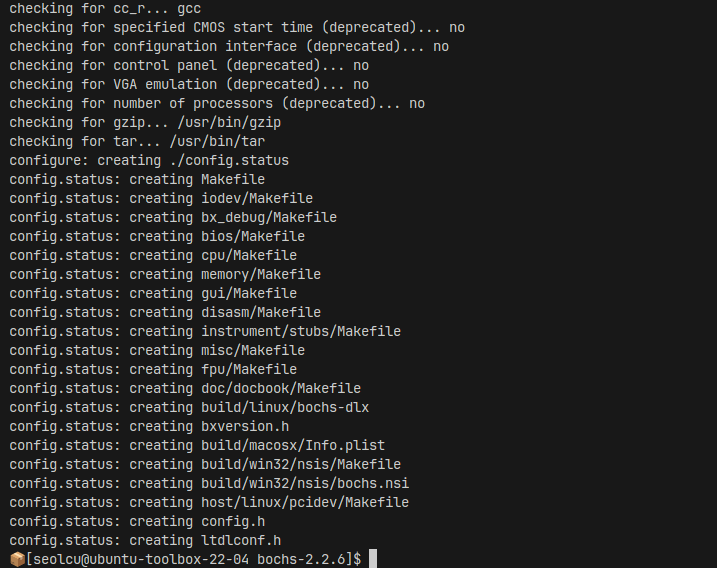 checking for cc_r... gcc
checking for specified CMOS start time (deprecated)... no
checking for configuration interface (deprecated)... no
checking for control panel (deprecated)... no
checking for VGA emulation (deprecated)... no
checking for number of processors (deprecated)... no
checking for gzip... /usr/bin/gzip
checking for tar... /usr/bin/tar
configure: creating ./config.status
config.status: creating Makefile
config.status: creating iodev/Makefile
config.status: creating bx_debug/Makefile
config.status: creating bios/Makefile
config.status: creating cpu/Makefile
config.status: creating memory/Makefile
config.status: creating gui/Makefile
config.status: creating disasm/Makefile
config.status: creating instrument/stubs/Makefile
config.status: creating misc/Makefile
config.status: creating fpu/Makefile
config.status: creating doc/docbook/Makefile
config.status: creating build/linux/bochs-dlx
config.status: creating bxversion.h
config.status: creating build/macosx/Info.plist
config.status: creating build/win32/nsis/Makefile
config.status: creating build/win32/nsis/bochs.nsi
config.status: creating host/linux/pcidev/Makefile
config.status: creating config.h
config.status: creating ltdlconf.h
📦[seolcu@ubuntu-toolbox-22-04 bochs-2.2.6]$